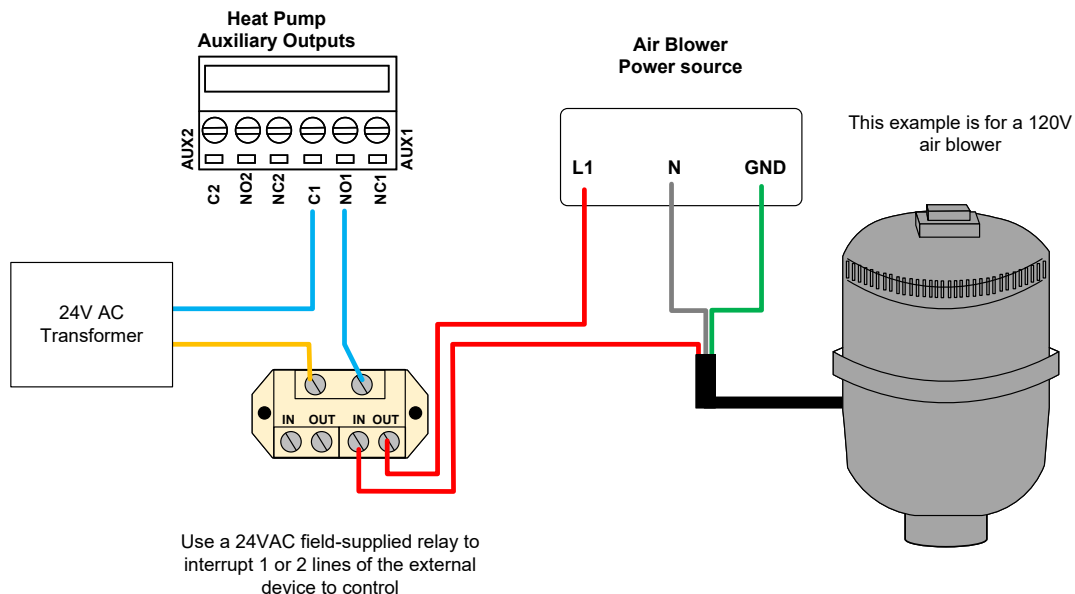 Heat Pump
Auxiliary Outputs
AUX2
AUX1
C2
NO2
NC2
C1
NO1
NC1
Air Blower
Power source
L1 N GND
This example is for a 120V
air blower
24V AC
Transformer
IN OUT IN OUT
Use a 24VAC field-supplied relay to
interrupt 1 or 2 lines of the external
device to control